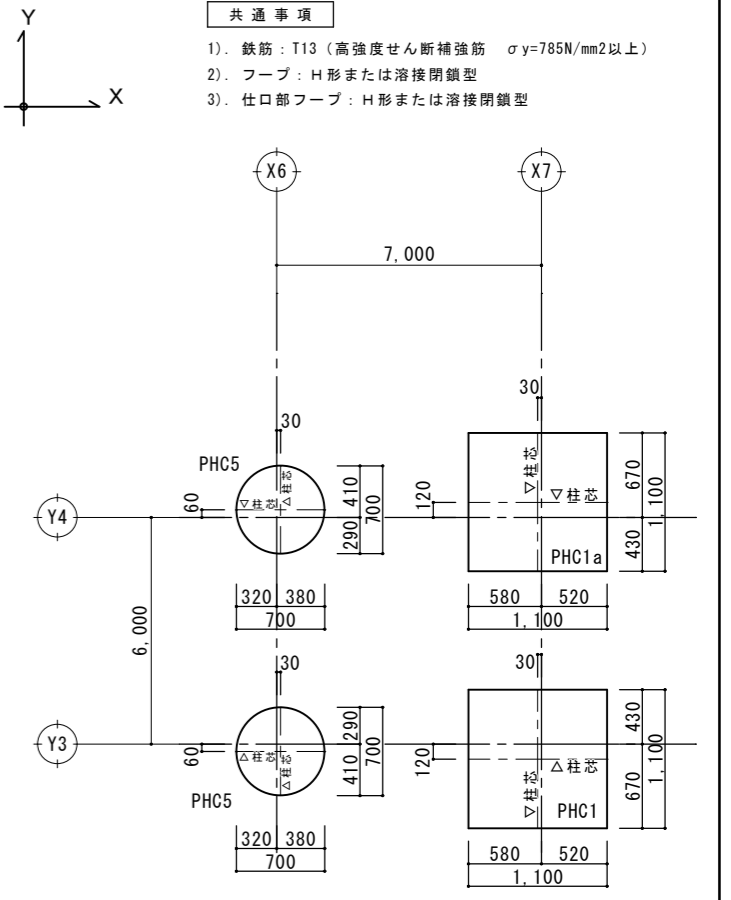 共通事項
Y
X
1). 鉄筋：T13（高強度せん断補強筋　σy=785N/mm2以上）
2). フープ：H形または溶接閉鎖型
3). 仕口部フープ：H形または溶接閉鎖型
X6
X7
7,000
30
30
PHC5
▽柱芯
△柱芯
60
410
290
700
▽柱芯
▽柱芯
120
670
430
1,100
PHC1a
Y4
320
380
700
580
520
1,100
6,000
30
30
Y3
60
△柱芯
△柱芯
290
410
700
PHC5
120
△柱芯
▽柱芯
430
670
1,100
PHC1
320
380
700
580
520
1,100